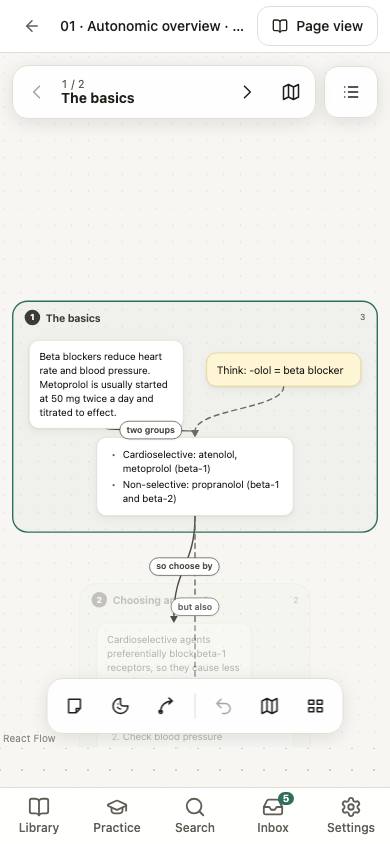 01 · Autonomic overview · ...
Page view
1 / 2
The basics
1 The basics 3
Beta blockers reduce heart
rate and blood pressure.
Metoprolol is usually started
at 50 mg twice a day and
titrated to effect.
Think: -olol = beta blocker
two groups
• Cardioselective: atenolol,
metoprolol (beta-1)
• Non-selective: propranolol (beta-1
and beta-2)
so choose by
2 Choosing 2
but also
Cardioselective agents
preferentially block beta-1
receptors, so they cause less
2. Check blood pressure
React Flow
Library
Practice
Search
5
Inbox
Settings